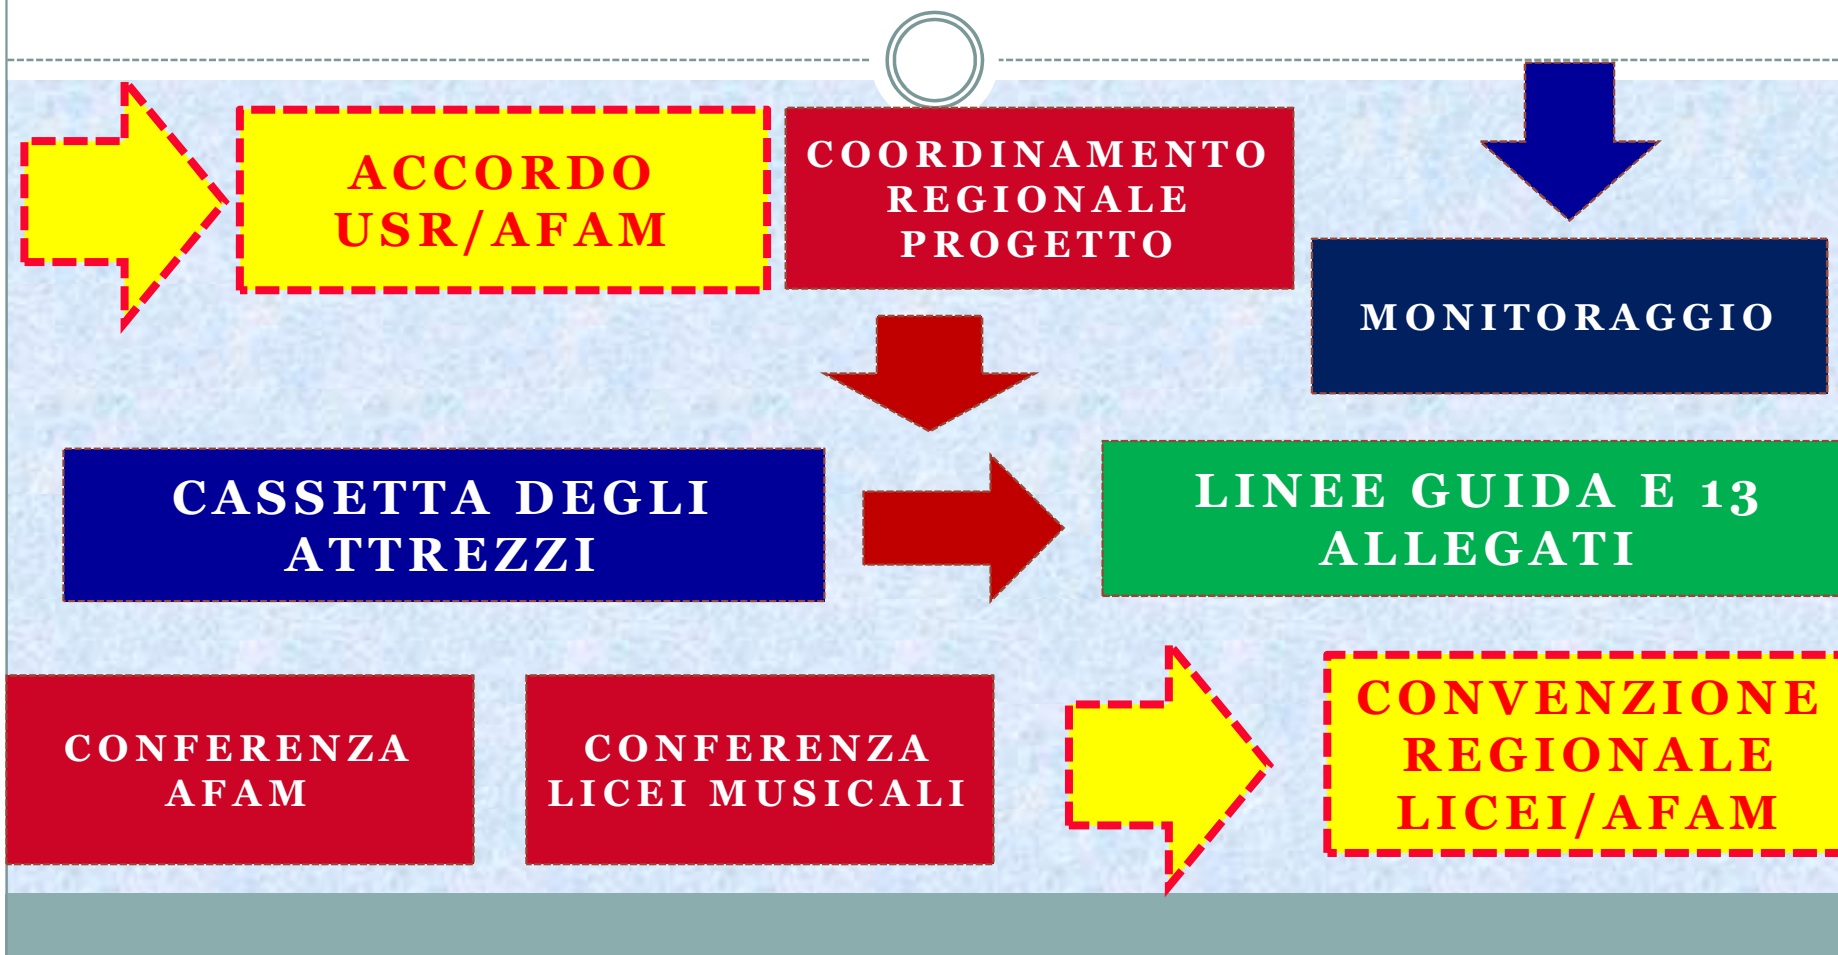 ACCORDO
USR/AFAM
COORDINAMENTO
REGIONALE
PROGETTO
MONITORAGGIO
CASSETTA DEGLI
ATTREZZI
LINEE GUIDA E 13
ALLEGATI
CONFERENZA
AFAM
CONFERENZA
LICEI MUSICALI
CONVENZIONE
REGIONALE
LICEI/AFAM